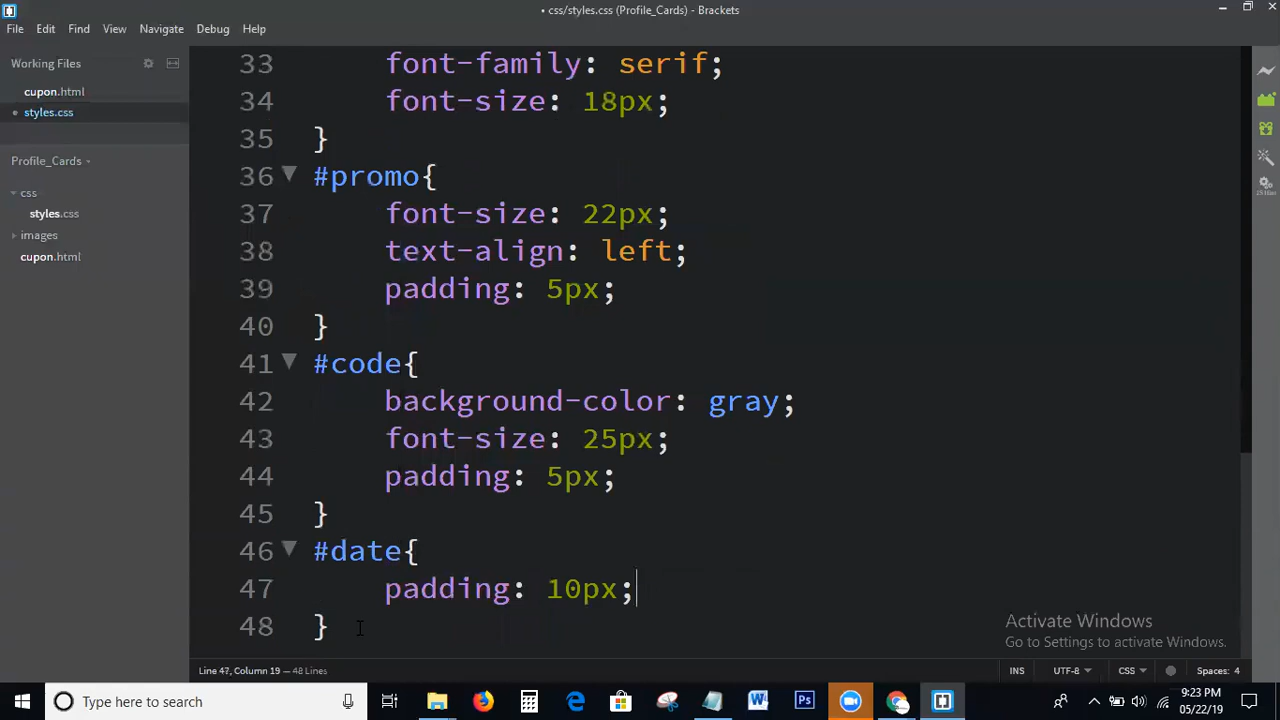 • css/styles.css (Profile_Cards) - Brackets
File Edit Find View Navigate Debug Help
Working Files
cupon.html
styles.css
Profile_Cards
css
styles.css
images
cupon.html
33 font-family: serif;
34 font-size: 18px;
35 }
36 #promo{
37 font-size: 22px;
38 text-align: left;
39 padding: 5px;
40 }
41 #code{
42 background-color: gray;
43 font-size: 25px;
44 padding: 5px;
45 }
46 #date{
47 padding: 10px;
48 }
Activate Windows
Go to Settings to activate Windows.
Line 47, Column 19 — 48 Lines
INS UTF-8 CSS Spaces: 4
Type here to search
9:23 PM
05/22/19